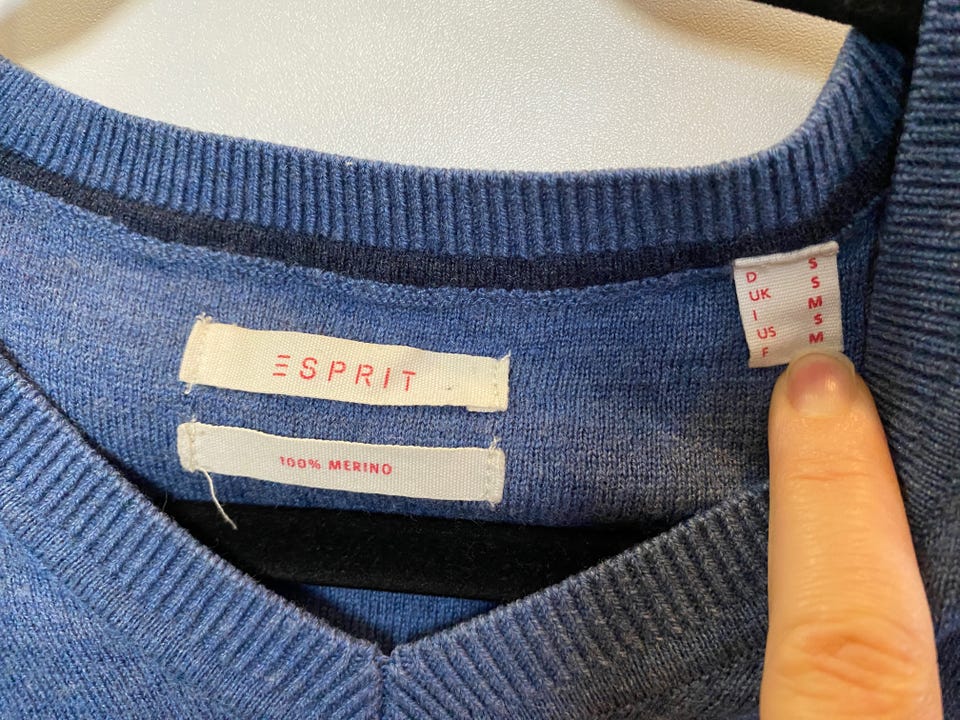 ESPRIT
100% MERINO
D S
UK S
I M
US S
F M